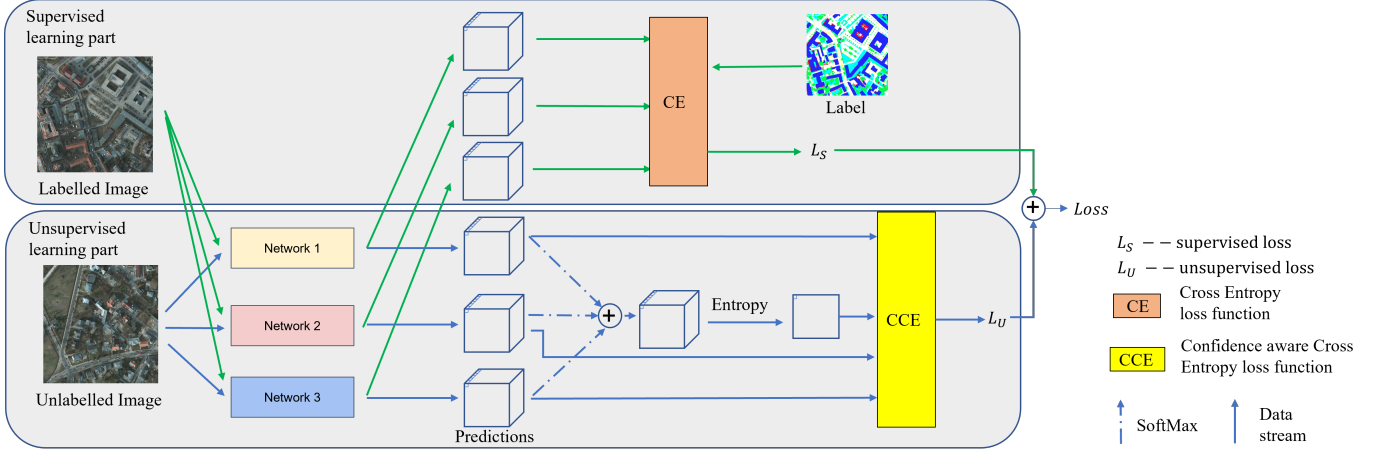 Supervised
learning part
Labelled Image
CE
Label
L_S
Unsupervised
learning part
Unlabelled Image
Network 1
Network 2
Network 3
Predictions
+
Entropy
CCE
L_U
+
Loss
L_S −− supervised loss
L_U −− unsupervised loss
CE
Cross Entropy
loss function
CCE
Confidence aware Cross
Entropy loss function
SoftMax
Data
stream